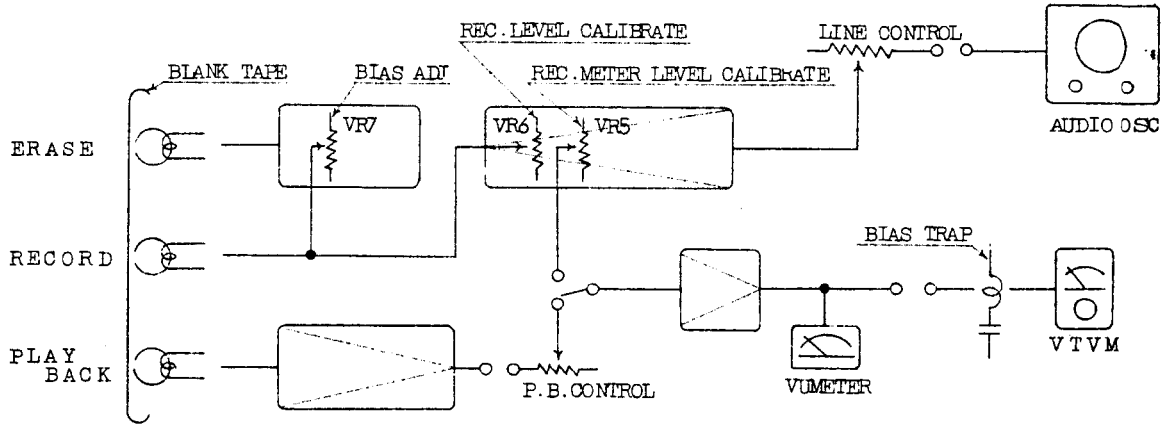 REC. LEVEL CALIBRATE
LINE CONTROL
BLANK TAPE
BIAS ADJ
REC. METER LEVEL CALIBRATE
VR7
VR6
VR5
AUDIO OSC
ERASE
RECORD
BIAS TRAP
PLAY
BACK
P.B. CONTROL
VUMETER
VTVM